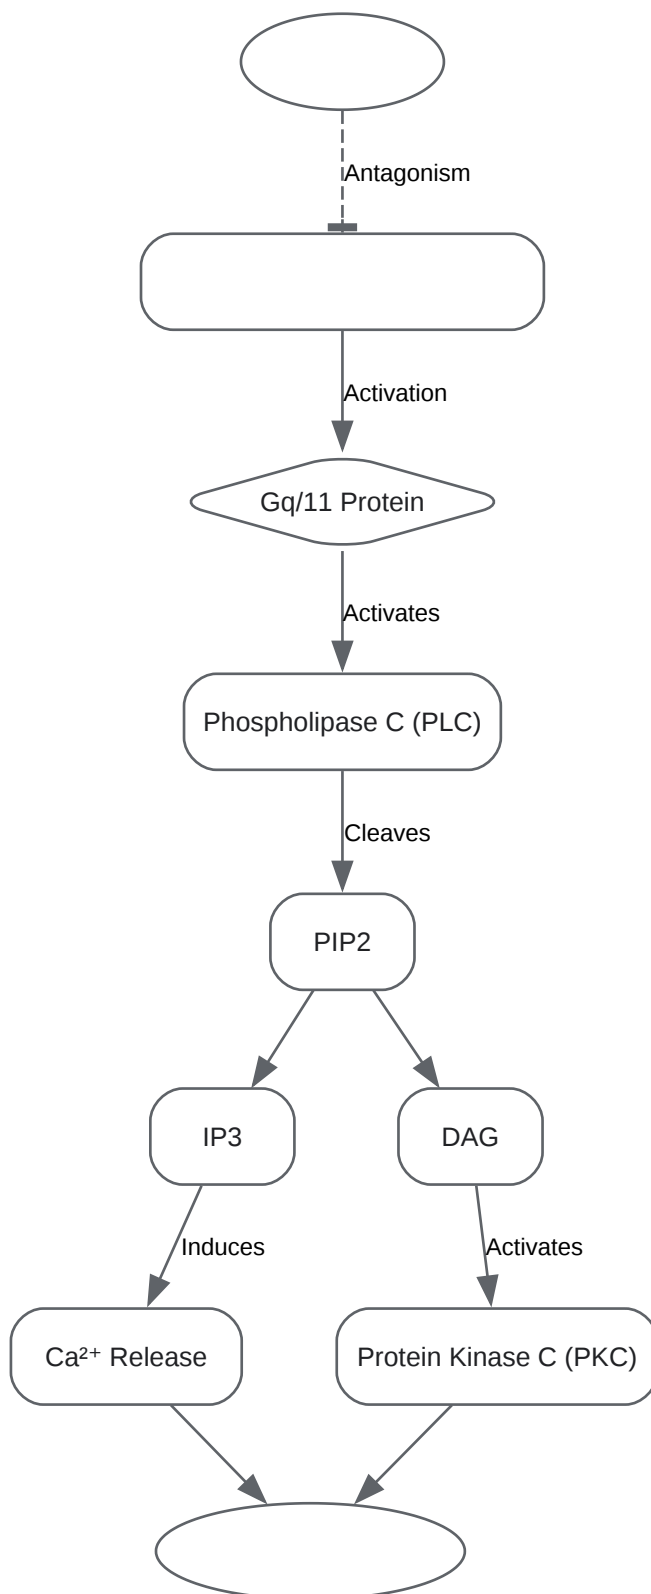 Antagonism
Activation
Gq/11 Protein
Activates
Phospholipase C (PLC)
Cleaves
PIP2
IP3
DAG
Induces
Activates
Ca²⁺ Release
Protein Kinase C (PKC)